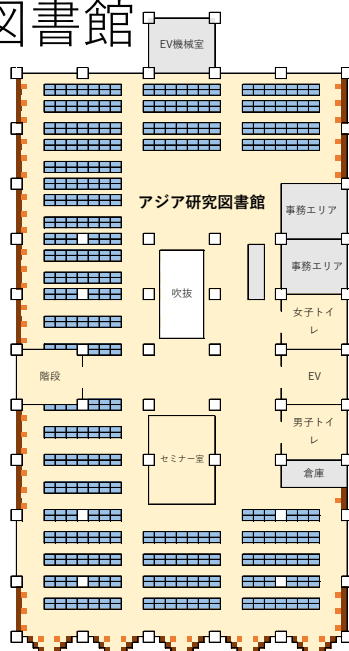 図書館
EV機械室
アジア研究図書館
事務エリア
事務エリア
吹抜
女子トイ
レ
階段
EV
男子トイ
レ
セミナー室
倉庫